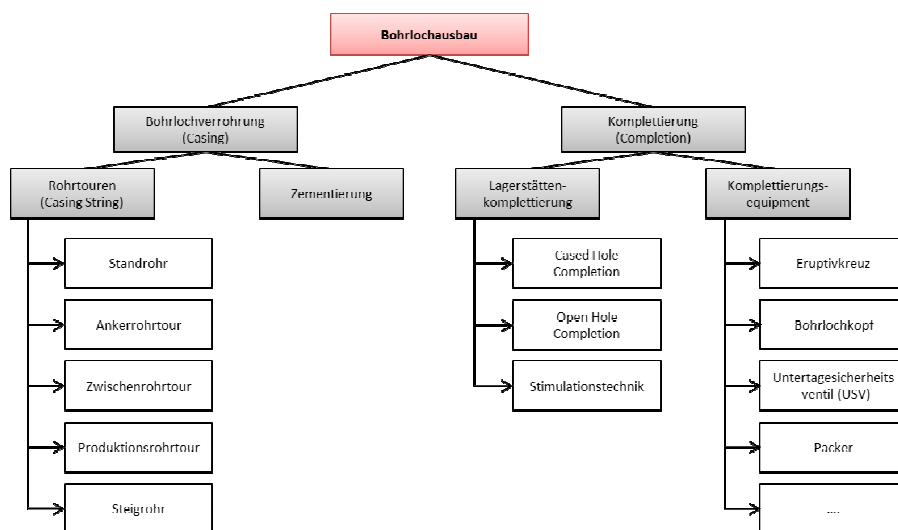 Bohrlochausbau
Bohrlochverrohrung
(Casing)
Komplettierung
(Completion)
Rohrtouren
(Casing String)
Zementierung
Lagerstätten-
komplettierung
Komplettierungs-
equipment
Standrohr
Ankerrohrtour
Zwischenrohrtour
Produktionsrohrtour
Steigrohr
Cased Hole
Completion
Open Hole
Completion
Stimulationstechnik
Eruptivkreuz
Bohrlochkopf
Untertagesicherheits
ventil (USV)
Packer
....